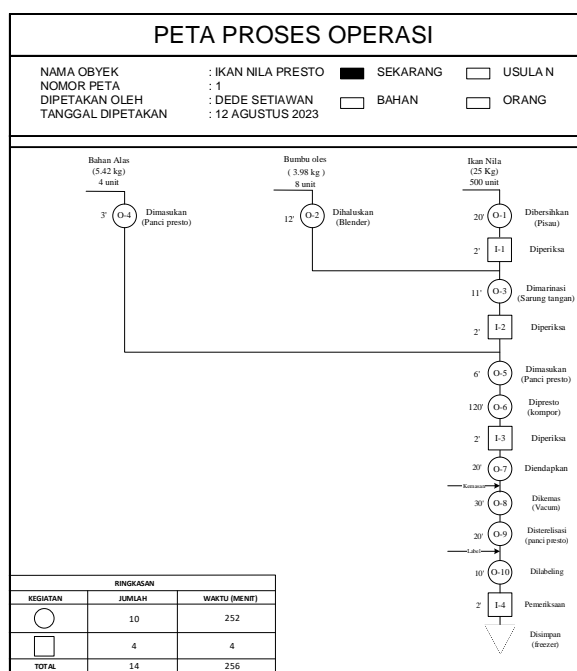 PETA PROSES OPERASI
NAMA OBYEK : IKAN NILA PRESTO SEKARANG USULAN
NOMOR PETA : 1
DIPETAKAN OLEH : DEDE SETIAWAN BAHAN ORANG
TANGGAL DIPETAKAN : 12 AGUSTUS 2023
Bahan Alas
(5.42 kg)
4 unit
Bumbu oles
( 3.98 kg )
8 unit
Ikan Nila
(25 Kg)
500 unit
3' O-4 Dimasukan
(Panci presto)
12' O-2 Dihaluskan
(Blender)
20' O-1 Dibersihkan
(Pisau)
2' I-1 Diperiksa
11' O-3 Dimarinasi
(Sarung tangan)
2' I-2 Diperiksa
6' O-5 Dimasukan
(Panci presto)
120' O-6 Dipresto
(kompor)
2' I-3 Diperiksa
20' O-7 Diendapkan
Kemasan
30' O-8 Dikemas
(Vacum)
20' O-9 Disterelisasi
(panci presto)
Label
10' O-10 Dilabeling
2' I-4 Pemeriksaan
Disimpan
(freezer)
RINGKASAN
KEGIATAN JUMLAH WAKTU (MENIT)
10 252
4 4
TOTAL 14 256